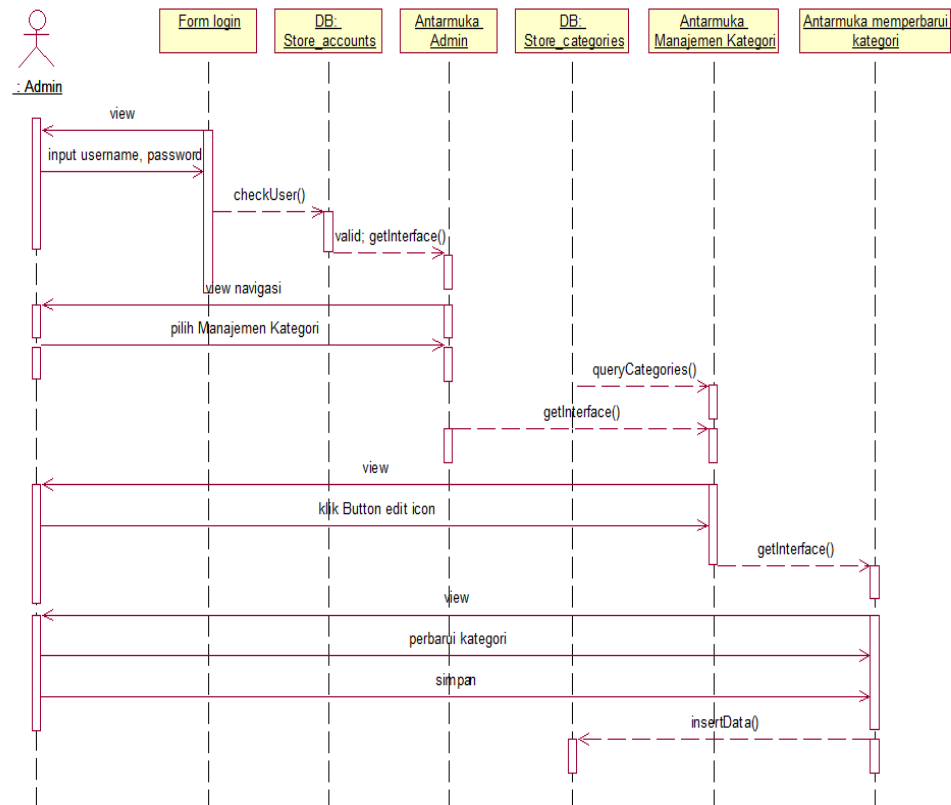 Form login
DB:
Store_accounts
Antarmuka
Admin
DB:
Store_categories
Antarmuka
Manajemen Kategori
Antarmuka memperbarui
kategori
: Admin
view
input username, password
checkUser()
valid; getInterface()
view navigasi
pilih Manajemen Kategori
queryCategories()
getInterface()
view
klik Button edit icon
getInterface()
view
perbarui kategori
simpan
insertData()